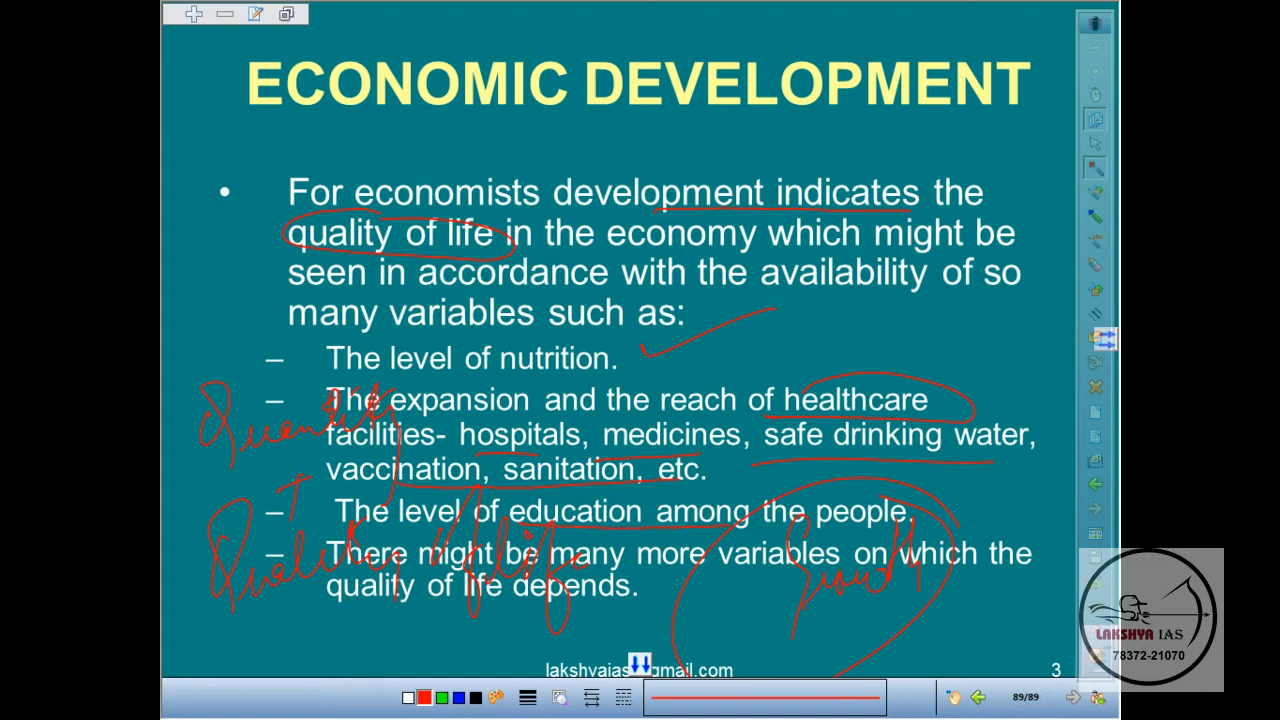 ECONOMIC DEVELOPMENT
• For economists development indicates the
quality of life in the economy which might be
seen in accordance with the availability of so
many variables such as:
– The level of nutrition.
– The expansion and the reach of healthcare
facilities- hospitals, medicines, safe drinking water,
vaccination, sanitation, etc.
– The level of education among the people.
– There might be many more variables on which the
quality of life depends.
Quantity
+
Quality of life
Growth
lakshyaias gmail.com
3
LAKSHYA IAS
78372-21070
89/89